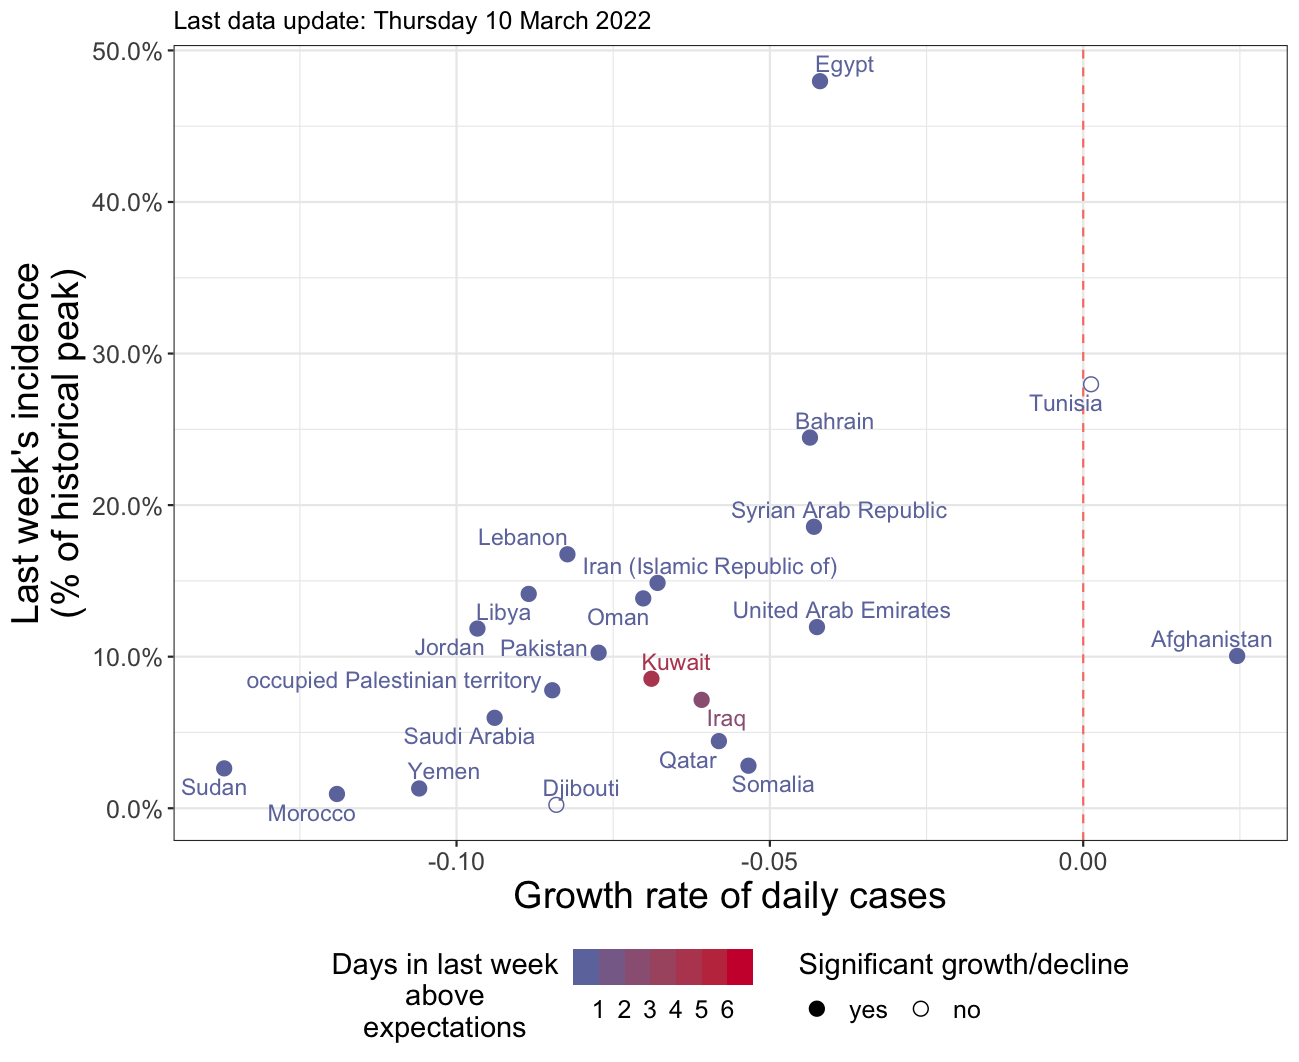 Last data update: Thursday 10 March 2022
50.0%
40.0%
30.0%
20.0%
10.0%
0.0%
Last week's incidence
(% of historical peak)
Egypt
Tunisia
Bahrain
Syrian Arab Republic
Lebanon
Iran (Islamic Republic of)
Libya
Oman
United Arab Emirates
Jordan
Pakistan
Afghanistan
Kuwait
occupied Palestinian territory
Iraq
Saudi Arabia
Qatar
Yemen
Somalia
Sudan
Djibouti
Morocco
-0.10
-0.05
0.00
Growth rate of daily cases
Days in last week
above
expectations
1 2 3 4 5 6
Significant growth/decline
yes
no